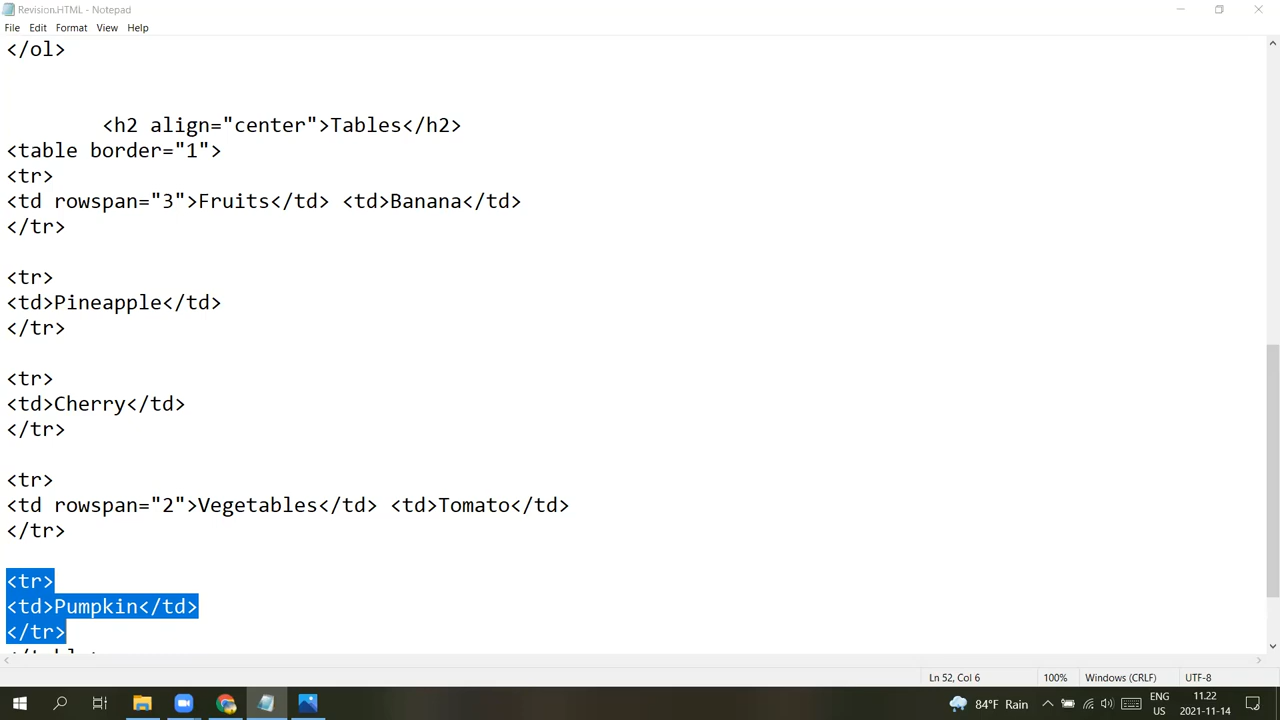 Revision.HTML - Notepad
File Edit Format View Help
</ol>
<h2 align="center">Tables</h2>
<table border="1">
<tr>
<td rowspan="3">Fruits</td> <td>Banana</td>
</tr>
<tr>
<td>Pineapple</td>
</tr>
<tr>
<td>Cherry</td>
</tr>
<tr>
<td rowspan="2">Vegetables</td> <td>Tomato</td>
</tr>
<tr>
<td>Pumpkin</td>
</tr>
Ln 52, Col 6 100% Windows (CRLF) UTF-8
84°F Rain ENG US 11.22 2021-11-14